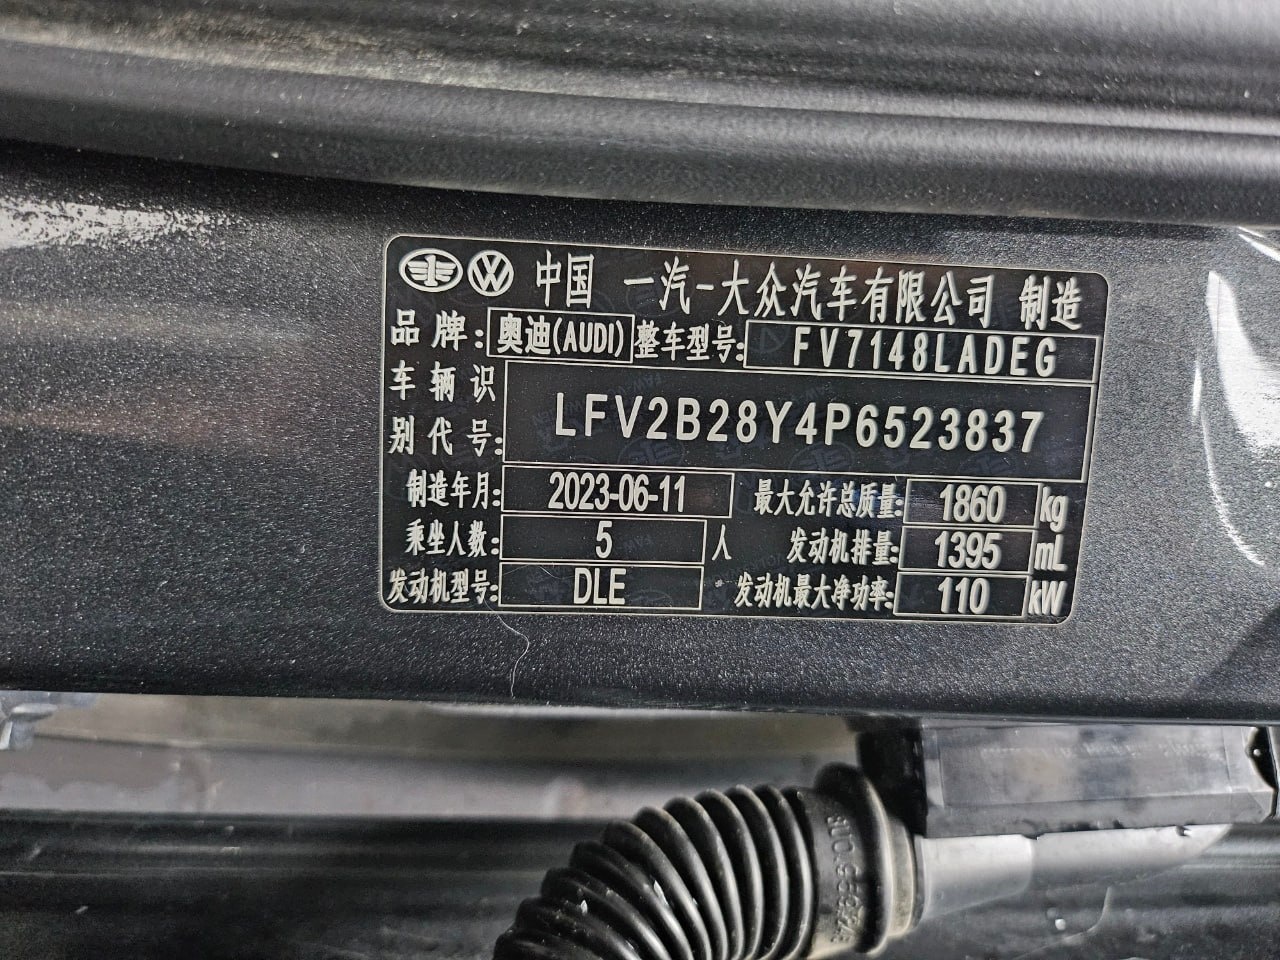 中国 一汽-大众汽车有限公司 制造
品牌: 奥迪(AUDI) 整车型号: FV7148LADEG
车辆识别代号: LFV2B28Y4P6523837
制造年月: 2023-06-11 最大允许总质量: 1860 kg
乘坐人数: 5 人 发动机排量: 1395 mL
发动机型号: DLE 发动机最大净功率: 110 kW